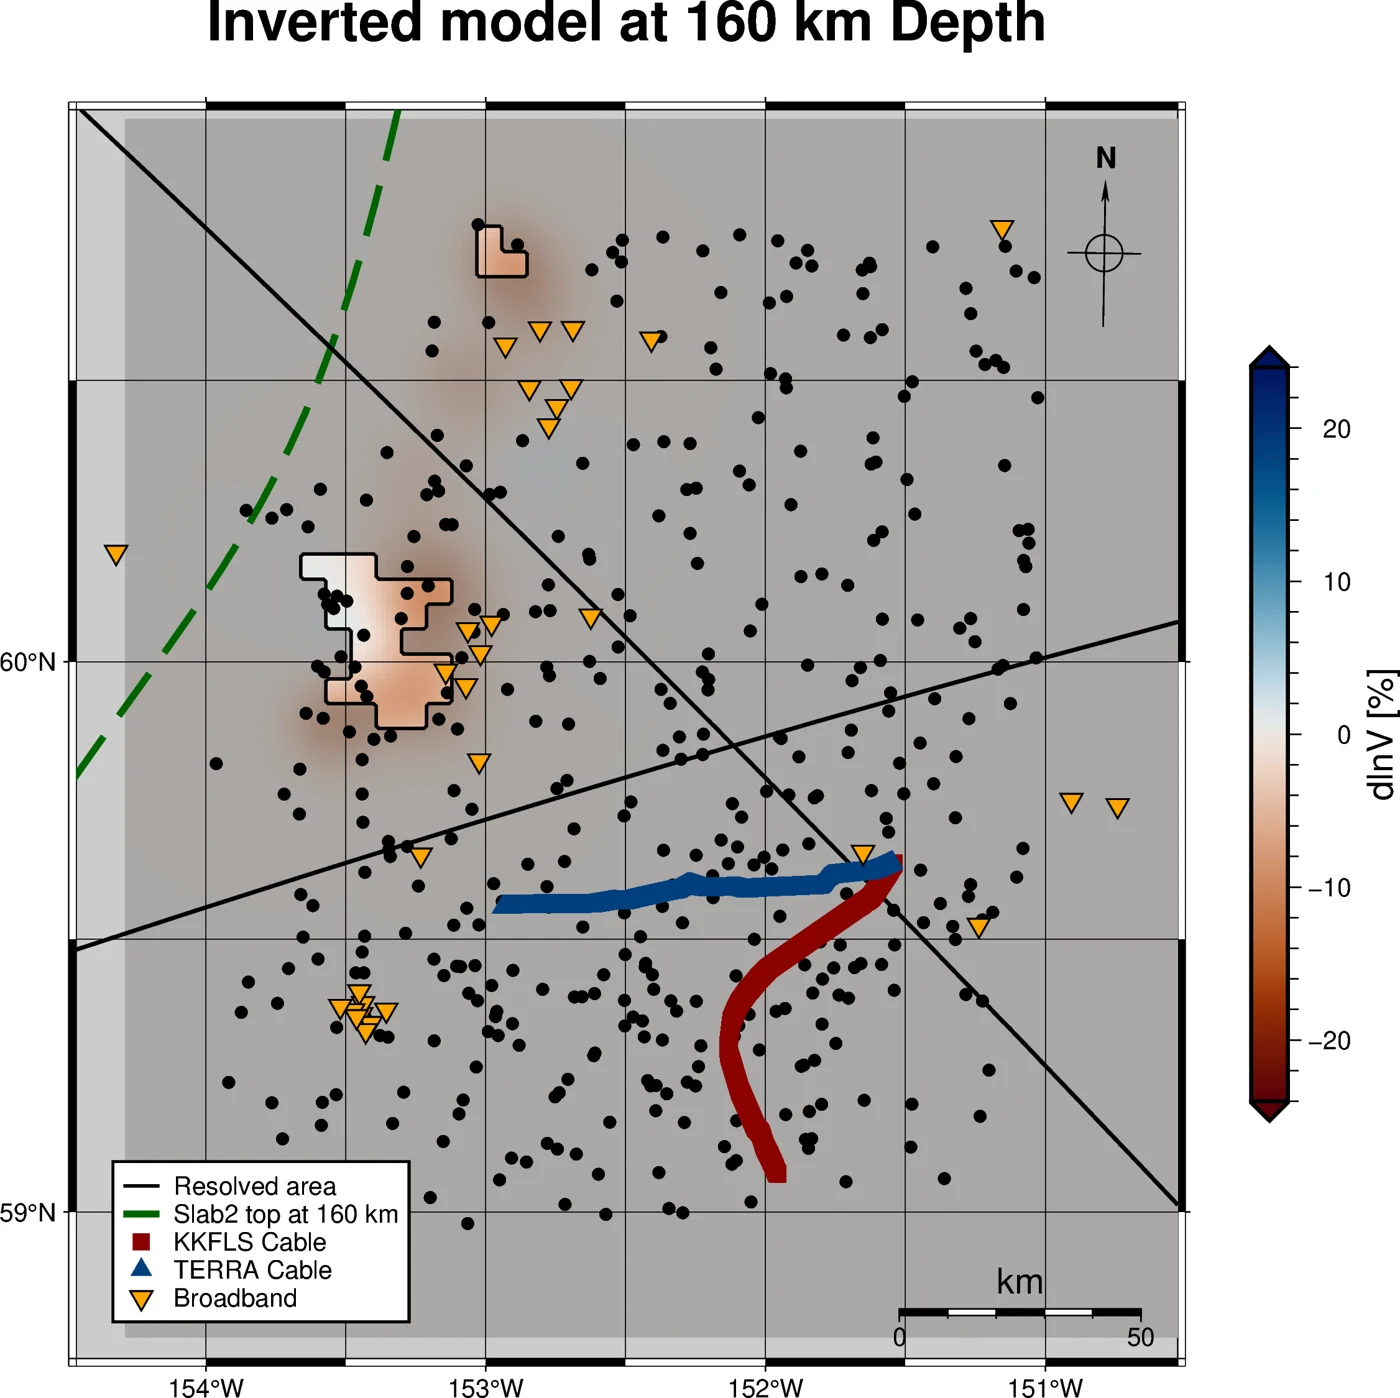 Inverted model at 160 km Depth
N
60°N
59°N
154°W
153°W
152°W
151°W
Resolved area
Slab2 top at 160 km
KKFLS Cable
TERRA Cable
Broadband
km
0
50
20
10
0
−10
−20
dlnV [%]